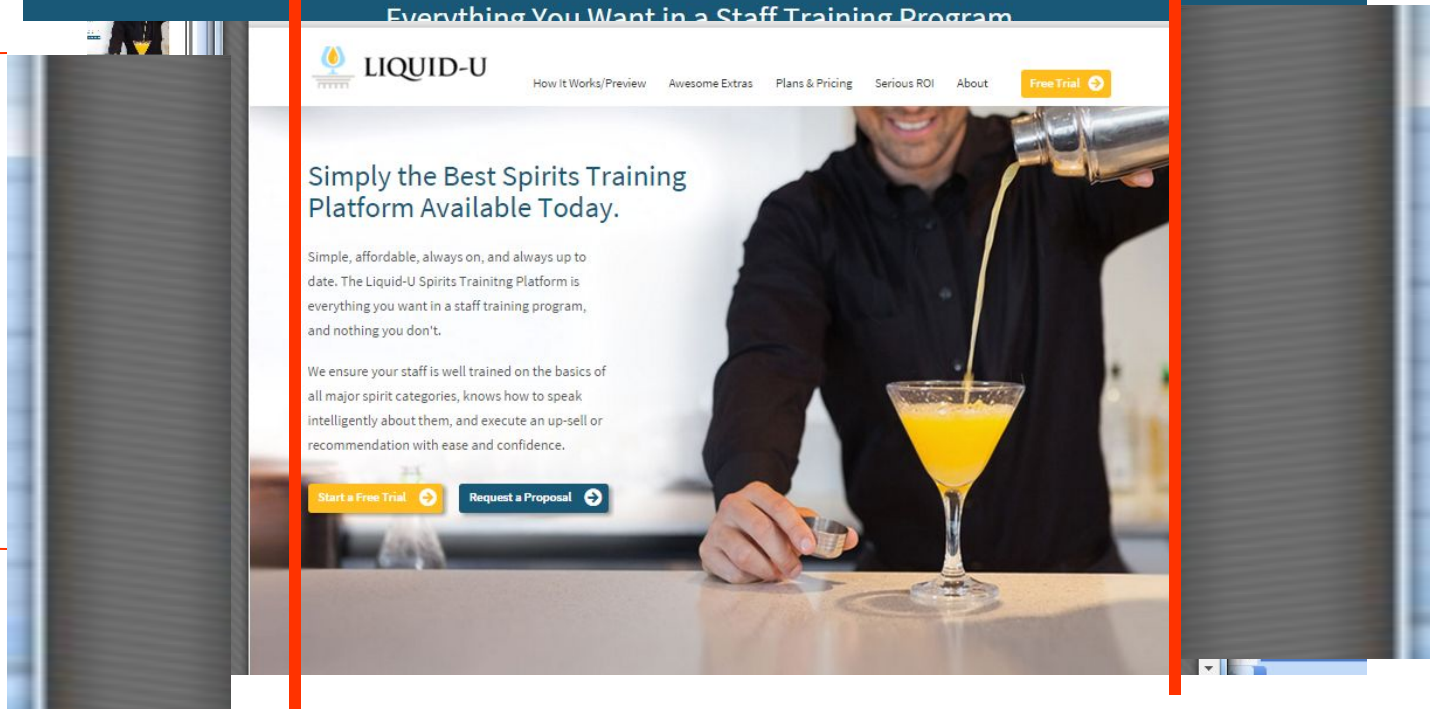 Everything You Want in a Staff Training Program
LIQUID-U
How It Works/Preview Awesome Extras Plans & Pricing Serious ROI About Free Trial
Simply the Best Spirits Training
Platform Available Today.
Simple, affordable, always on, and always up to
date. The Liquid-U Spirits Trainitng Platform is
everything you want in a staff training program,
and nothing you don't.
We ensure your staff is well trained on the basics of
all major spirit categories, knows how to speak
intelligently about them, and execute an up-sell or
recommendation with ease and confidence.
Start a Free Trial Request a Proposal